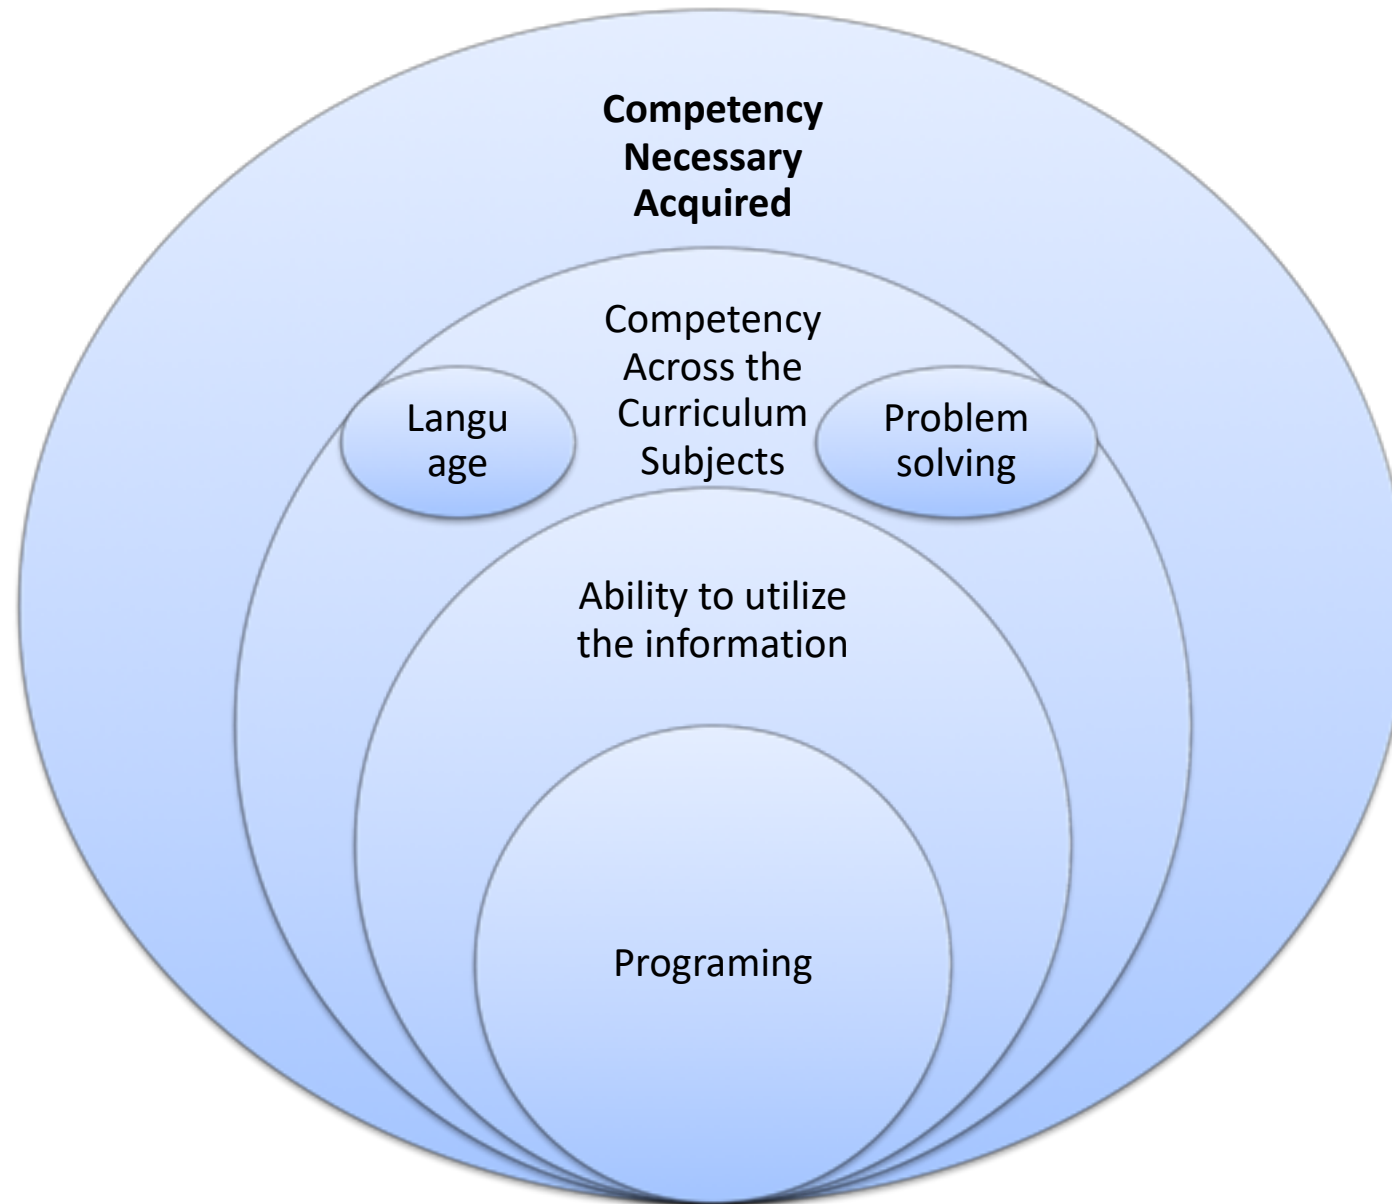 Competency
Necessary
Acquired
Competency
Across the
Curriculum
Subjects
Langu
age
Problem
solving
Ability to utilize
the information
Programing